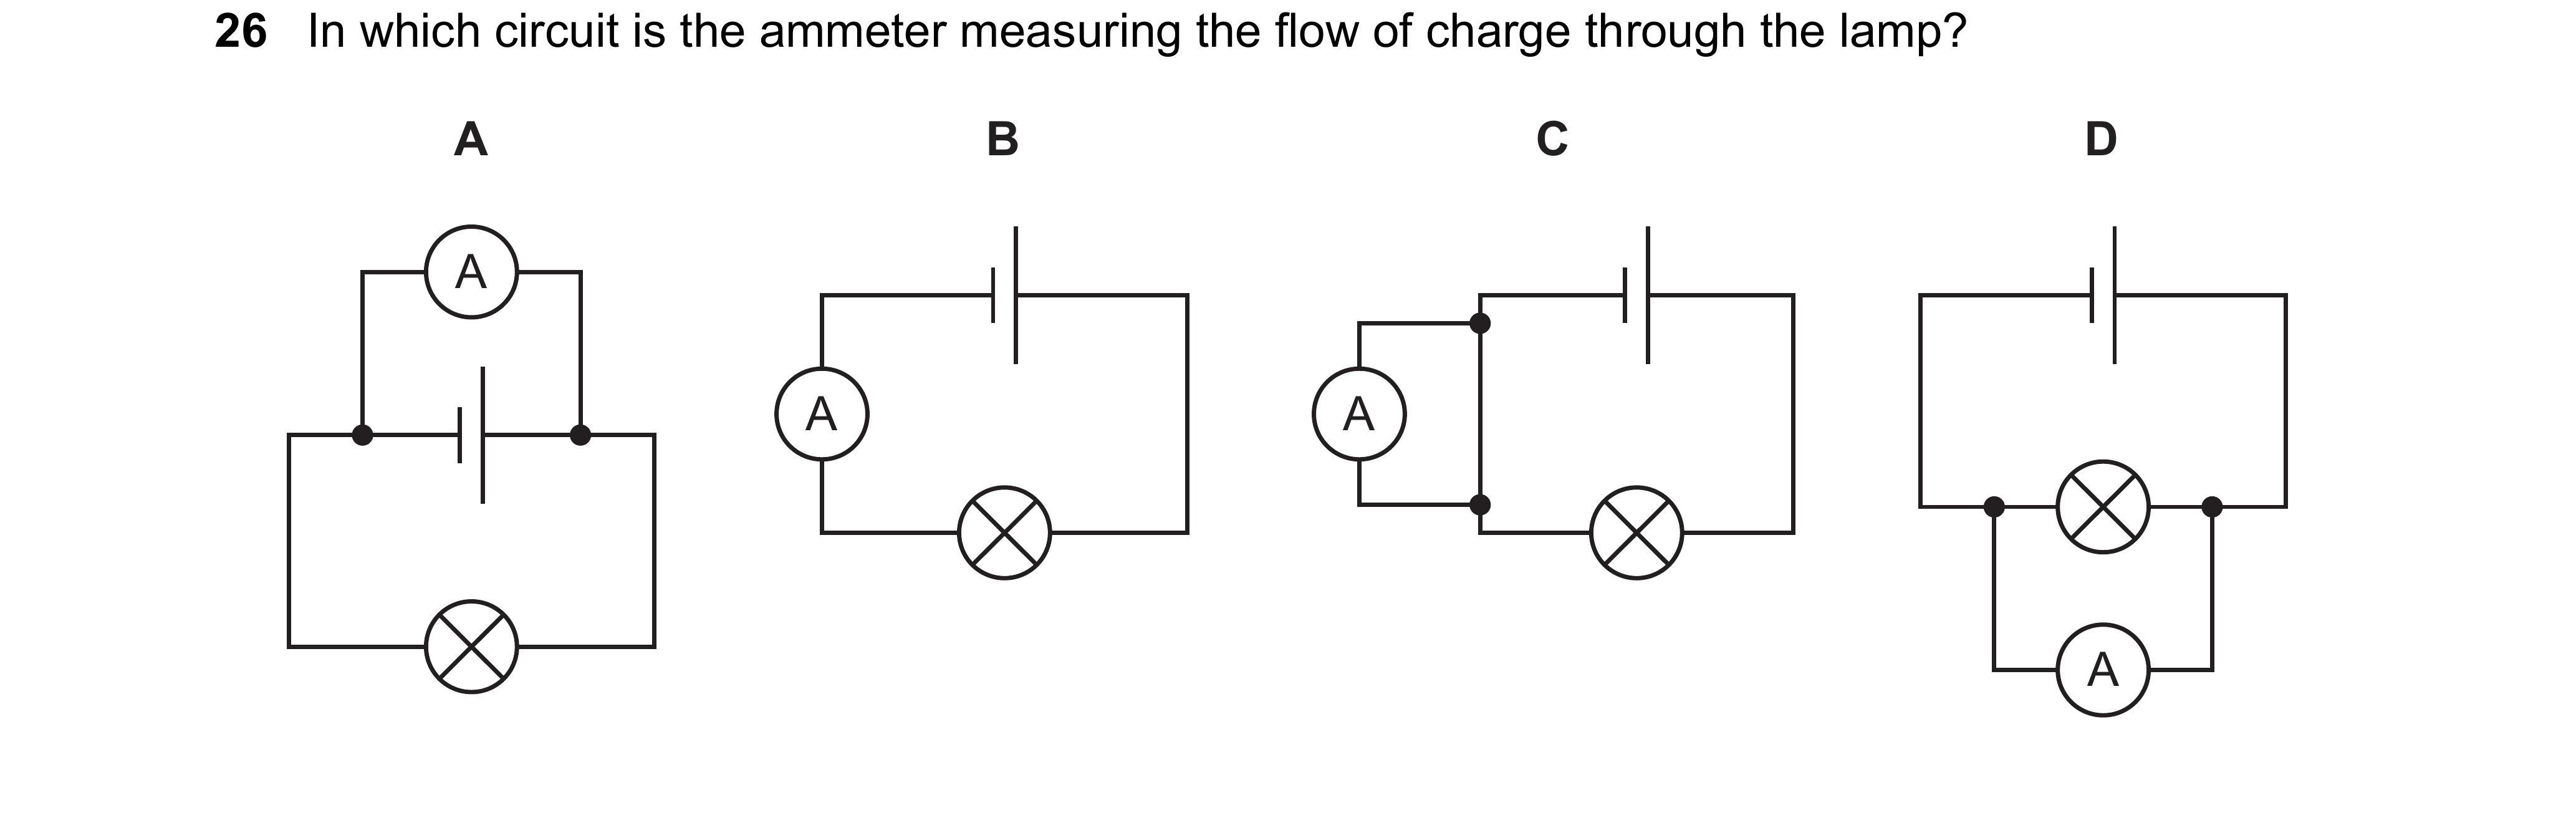 26 In which circuit is the ammeter measuring the flow of charge through the lamp?
A B C D
A
A
A
A